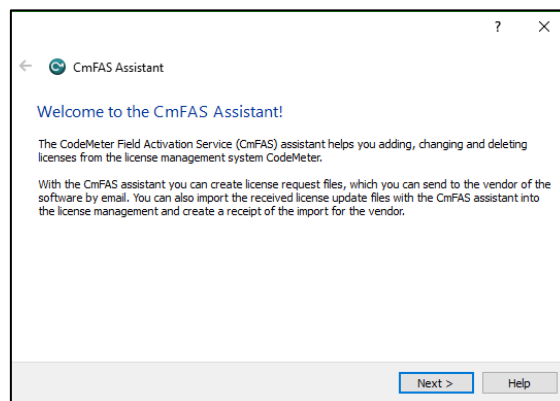 ?
CmFAS Assistant
Welcome to the CmFAS Assistant!
The CodeMeter Field Activation Service (CmFAS) assistant helps you adding, changing and deleting
licenses from the license management system CodeMeter.
With the CmFAS assistant you can create license request files, which you can send to the vendor of the
software by email. You can also import the received license update files with the CmFAS assistant into
the license management and create a receipt of the import for the vendor.
Next > Help